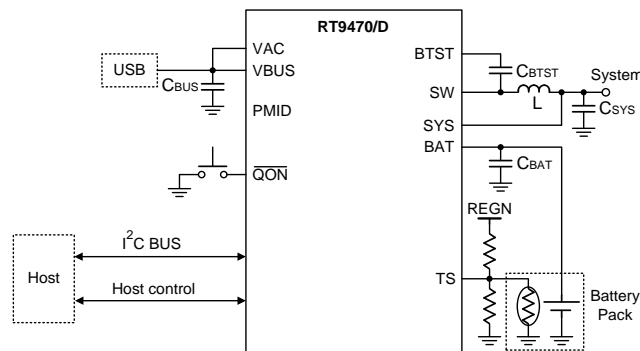 RT9470/D
VAC
VBUS
PMID
QON
BTST
SW
SYS
BAT
TS
USB
CBUS
CBTST
L
System
CSYS
CBAT
REGN
Host
I2C BUS
Host control
Battery
Pack